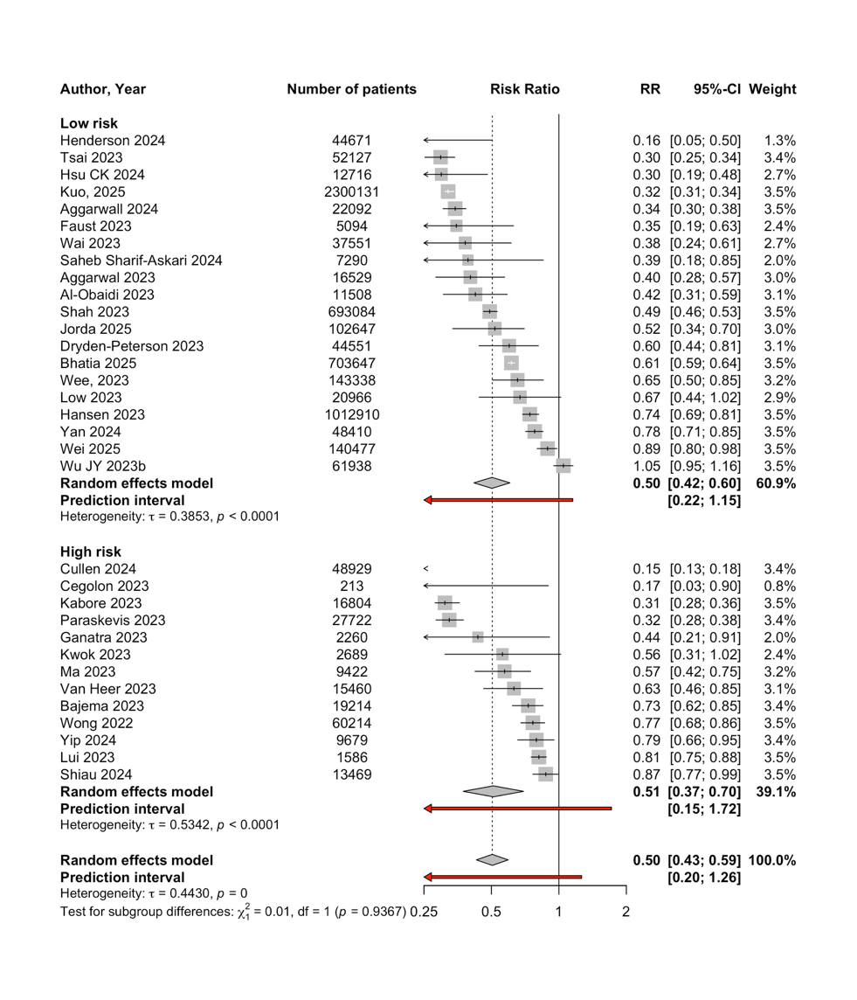 Author, Year Number of patients Risk Ratio RR 95%-CI Weight
Low risk
Henderson 2024 44671 0.16 [0.05; 0.50] 1.3%
Tsai 2023 52127 0.30 [0.25; 0.34] 3.4%
Hsu CK 2024 12716 0.30 [0.19; 0.48] 2.7%
Kuo, 2025 2300131 0.32 [0.31; 0.34] 3.5%
Aggarwall 2024 22092 0.34 [0.30; 0.38] 3.5%
Faust 2023 5094 0.35 [0.19; 0.63] 2.4%
Wai 2023 37551 0.38 [0.24; 0.61] 2.7%
Saheb Sharif-Askari 2024 7290 0.39 [0.18; 0.85] 2.0%
Aggarwal 2023 16529 0.40 [0.28; 0.57] 3.0%
Al-Obaidi 2023 11508 0.42 [0.31; 0.59] 3.1%
Shah 2023 693084 0.49 [0.46; 0.53] 3.5%
Jorda 2025 102647 0.52 [0.34; 0.70] 3.0%
Dryden-Peterson 2023 44551 0.60 [0.44; 0.81] 3.1%
Bhatia 2025 703647 0.61 [0.59; 0.64] 3.5%
Wee, 2023 143338 0.65 [0.50; 0.85] 3.2%
Low 2023 20966 0.67 [0.44; 1.02] 2.9%
Hansen 2023 1012910 0.74 [0.69; 0.81] 3.5%
Yan 2024 48410 0.78 [0.71; 0.85] 3.5%
Wei 2025 140477 0.89 [0.80; 0.98] 3.5%
Wu JY 2023b 61938 1.05 [0.95; 1.16] 3.5%
Random effects model 0.50 [0.42; 0.60] 60.9%
Prediction interval [0.22; 1.15]
Heterogeneity: τ = 0.3853, p < 0.0001
High risk
Cullen 2024 48929 0.15 [0.13; 0.18] 3.4%
Cegolon 2023 213 0.17 [0.03; 0.90] 0.8%
Kabore 2023 16804 0.31 [0.28; 0.36] 3.5%
Paraskevis 2023 27722 0.32 [0.28; 0.38] 3.4%
Ganatra 2023 2260 0.44 [0.21; 0.91] 2.0%
Kwok 2023 2689 0.56 [0.31; 1.02] 2.4%
Ma 2023 9422 0.57 [0.42; 0.75] 3.2%
Van Heer 2023 15460 0.63 [0.46; 0.85] 3.1%
Bajema 2023 19214 0.73 [0.62; 0.85] 3.4%
Wong 2022 60214 0.77 [0.68; 0.86] 3.5%
Yip 2024 9679 0.79 [0.66; 0.95] 3.4%
Lui 2023 1586 0.81 [0.75; 0.88] 3.5%
Shiau 2024 13469 0.87 [0.77; 0.99] 3.5%
Random effects model 0.51 [0.37; 0.70] 39.1%
Prediction interval [0.15; 1.72]
Heterogeneity: τ = 0.5342, p < 0.0001
Random effects model 0.50 [0.43; 0.59] 100.0%
Prediction interval [0.20; 1.26]
Heterogeneity: τ = 0.4430, p = 0
Test for subgroup differences: χ²₁ = 0.01, df = 1 (p = 0.9367) 0.25 0.5 1 2